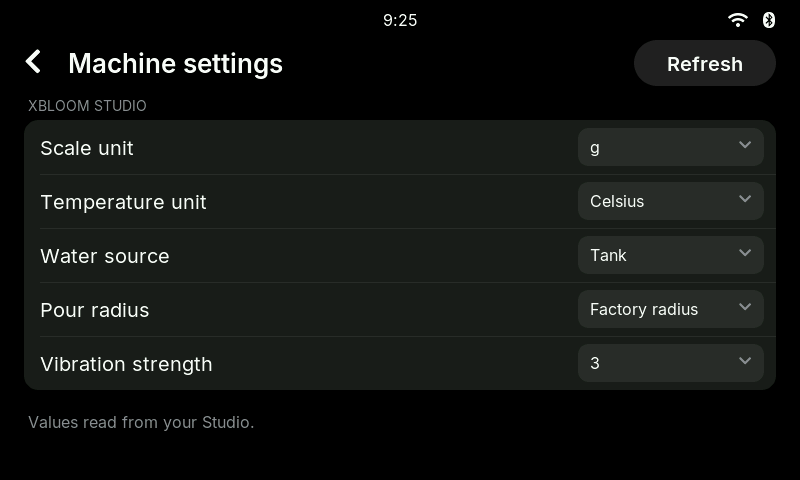 9:25
Machine settings
Refresh
XBLOOM STUDIO
Scale unit
g
Temperature unit
Celsius
Water source
Tank
Pour radius
Factory radius
Vibration strength
3
Values read from your Studio.